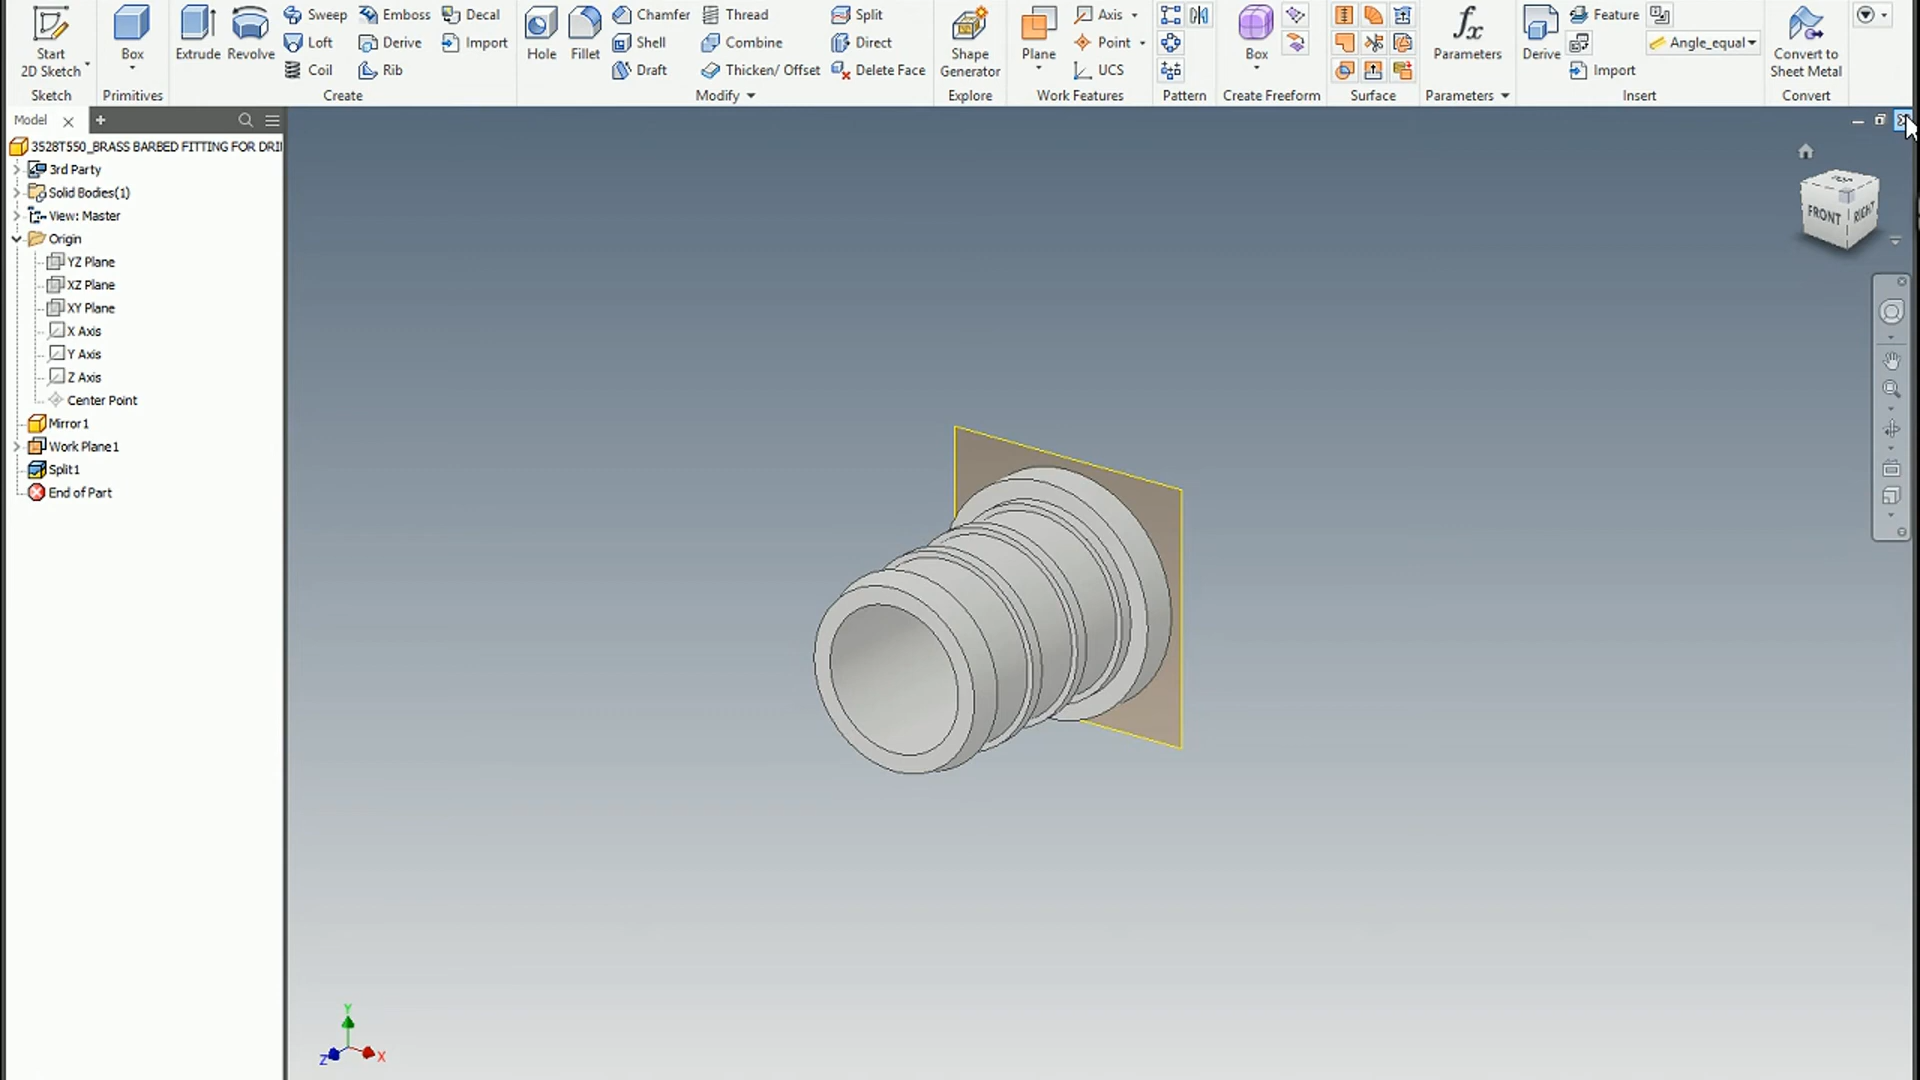 Start
2D Sketch
Sketch
Box
Primitives
Extrude
Revolve
Sweep
Loft
Coil
Emboss
Derive
Rib
Decal
Import
Create
Hole
Fillet
Chamfer
Shell
Draft
Thread
Combine
Thicken/ Offset
Split
Direct
Delete Face
Modify
Shape
Generator
Explore
Plane
Axis
Point
UCS
Work Features
Pattern
Box
Create Freeform
Surface
fx
Parameters
Parameters
Derive
Feature
Import
Angle_equal
Insert
Convert to
Sheet Metal
Convert
Model
3S28T550_BRASS BARBED FITTING FOR DRI
3rd Party
Solid Bodies(1)
View: Master
Origin
YZ Plane
XZ Plane
XY Plane
X Axis
Y Axis
Z Axis
Center Point
Mirror1
Work Plane1
Split1
End of Part
TOP
FRONT
RIGHT
Y
Z
X